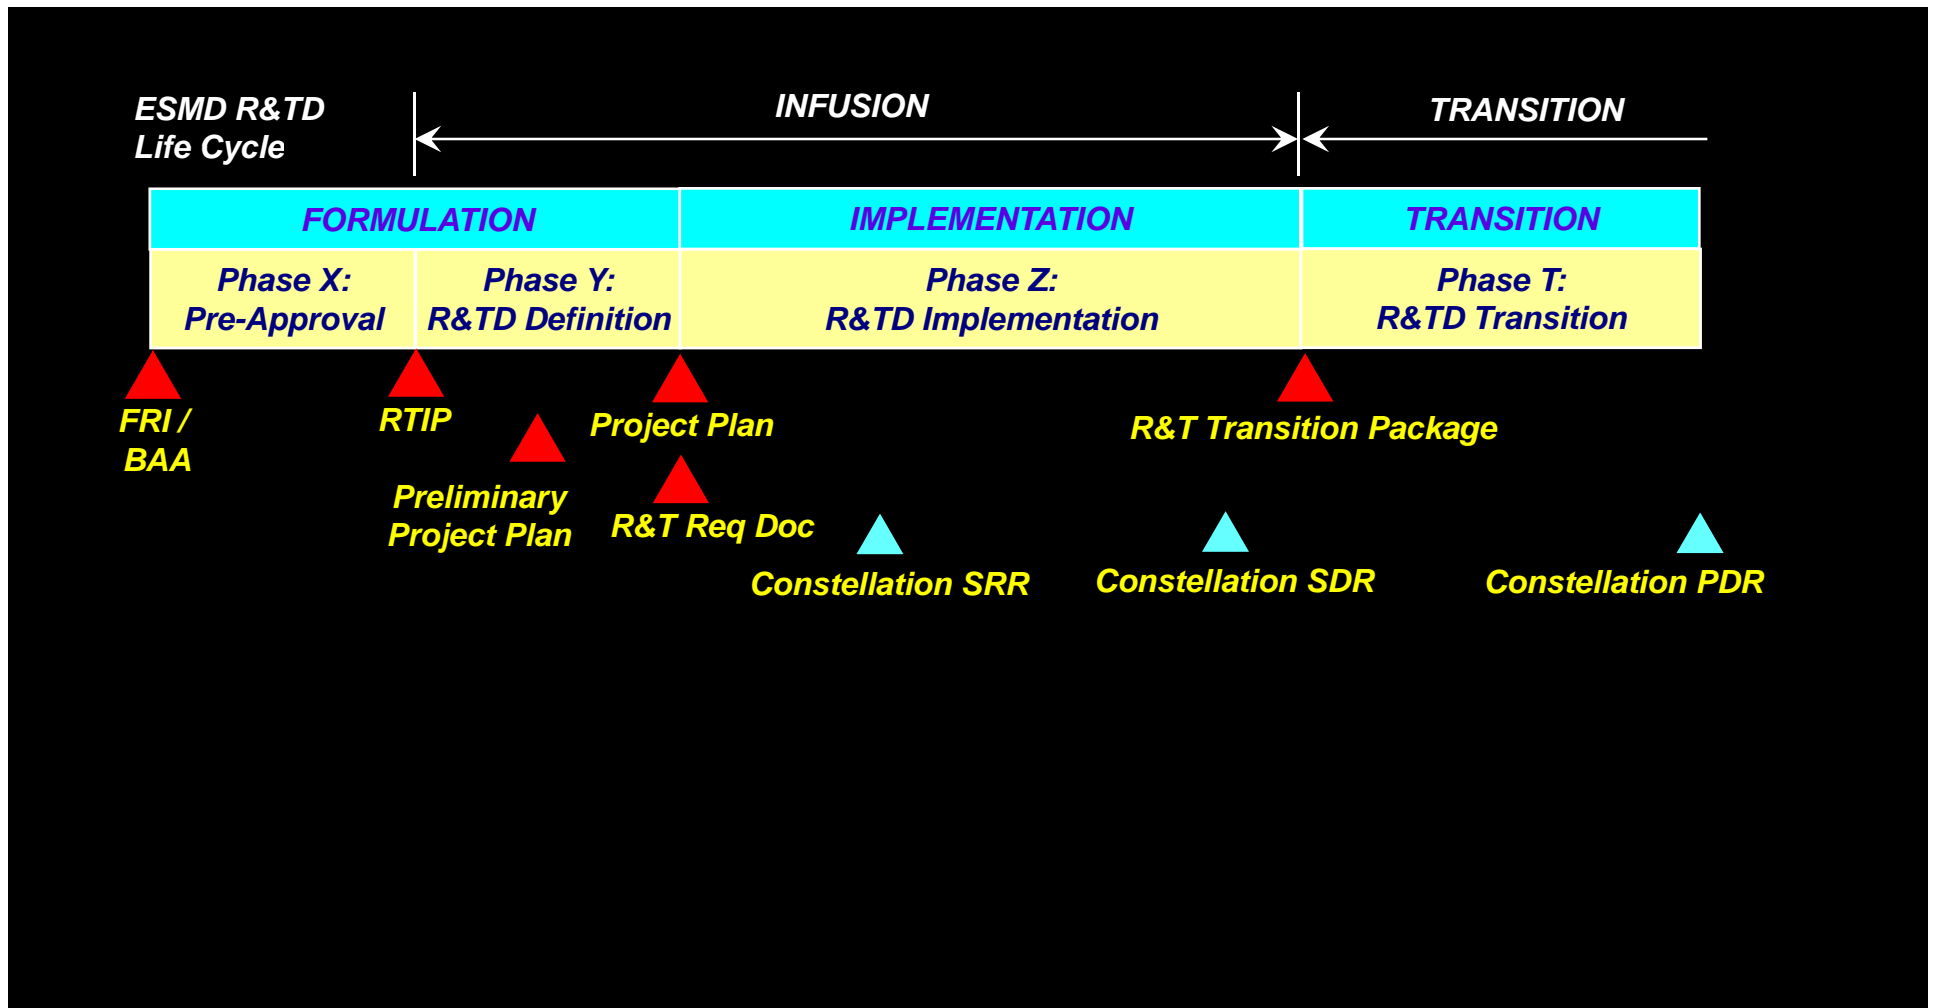 ESMD R&TD
Life Cycle
INFUSION
TRANSITION
FORMULATION
IMPLEMENTATION
TRANSITION
Phase X:
Pre-Approval
Phase Y:
R&TD Definition
Phase Z:
R&TD Implementation
Phase T:
R&TD Transition
FRI /
BAA
RTIP
Preliminary
Project Plan
Project Plan
R&T Req Doc
R&T Transition Package
Constellation SRR
Constellation SDR
Constellation PDR